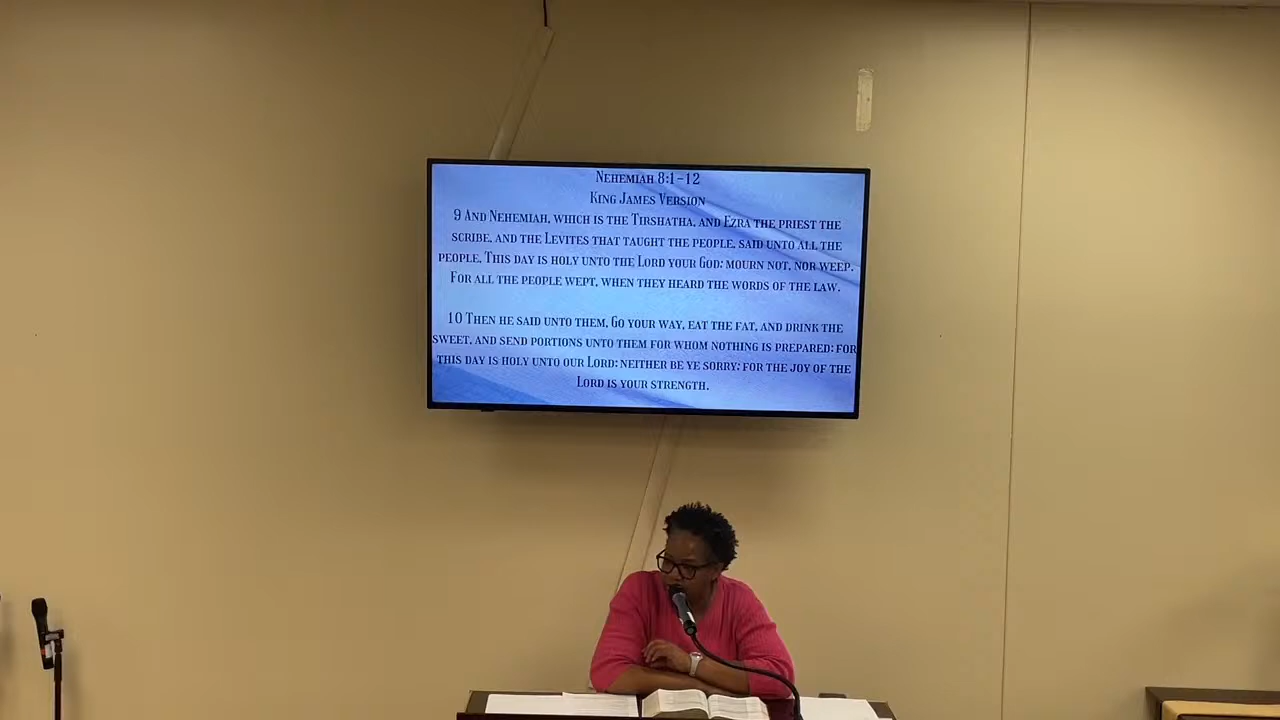 Nehemiah 8:1-12
King James Version
9 And Nehemiah, which is the Tirshatha, and Ezra the priest the
scribe, and the Levites that taught the people, said unto all the
people, This day is holy unto the Lord your God; mourn not, nor weep.
For all the people wept, when they heard the words of the law.
10 Then he said unto them, Go your way, eat the fat, and drink the
sweet, and send portions unto them for whom nothing is prepared: for
this day is holy unto our Lord: neither be ye sorry; for the joy of the
Lord is your strength.